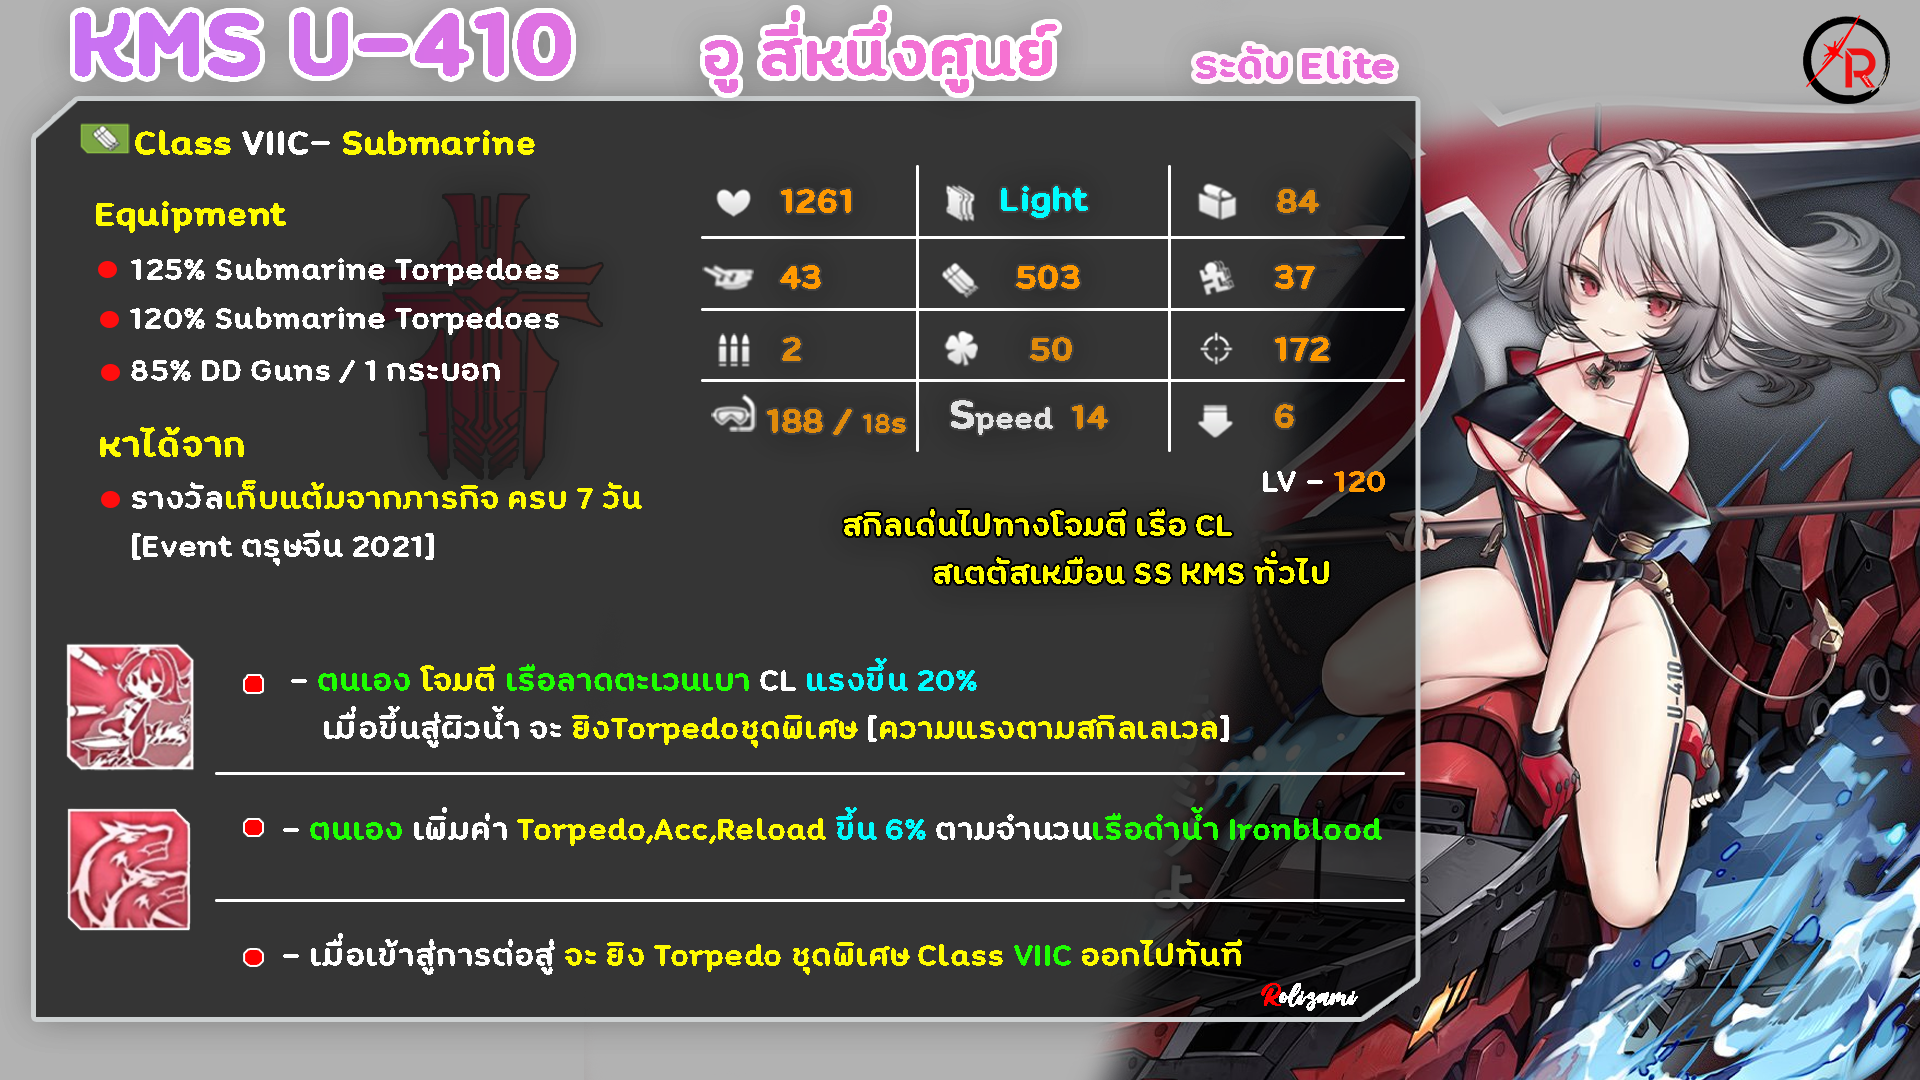 KMS U-410
อู สี่หนึ่งศูนย์
ระดับ Elite
R
Class VIIC- Submarine
Equipment
125% Submarine Torpedoes
120% Submarine Torpedoes
85% DD Guns / 1 กระบอก
หาได้จาก
รางวัลเก็บแต้มจากภารกิจ ครบ 7 วัน
[Event ตรุษจีน 2021]
1261 Light 84
43 503 37
2 50 172
188 / 18s Speed 14 6
LV - 120
สกิลเด่นไปทางโจมตี เรือ CL
สเตตัสเหมือน SS KMS ทั่วไป
U-410
- ตนเอง โจมตี เรือลาดตะเวนเบา CL แรงขึ้น 20%
เมื่อขึ้นสู่ผิวน้ำ จะ ยิงTorpedoชุดพิเศษ [ความแรงตามสกิลเลเวล]
- ตนเอง เพิ่มค่า Torpedo,Acc,Reload ขึ้น 6% ตามจำนวนเรือดำน้ำ Ironblood
よ
- เมื่อเข้าสู่การต่อสู่ จะ ยิง Torpedo ชุดพิเศษ Class VIIC ออกไปทันที
Rolizami